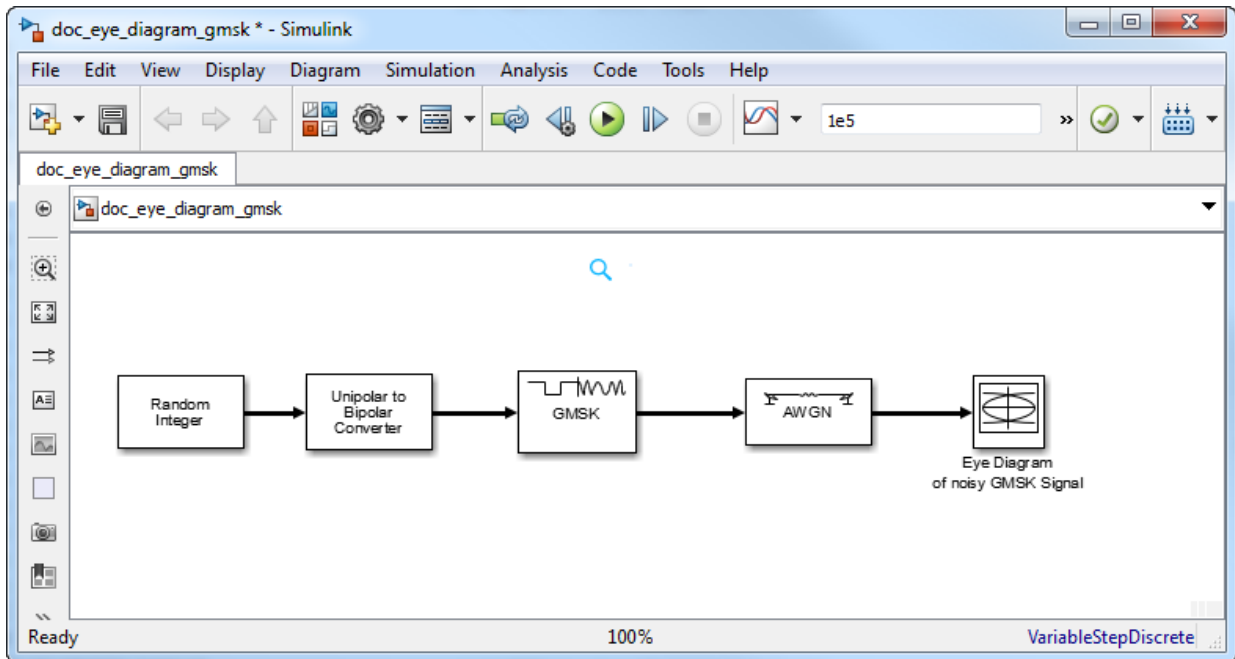 doc_eye_diagram_gmsk * - Simulink
File Edit View Display Diagram Simulation Analysis Code Tools Help
1e5
doc_eye_diagram_gmsk
doc_eye_diagram_gmsk
Random
Integer
Unipolar to
Bipolar
Converter
GMSK
AWGN
Eye Diagram
of noisy GMSK Signal
Ready 100% VariableStepDiscrete